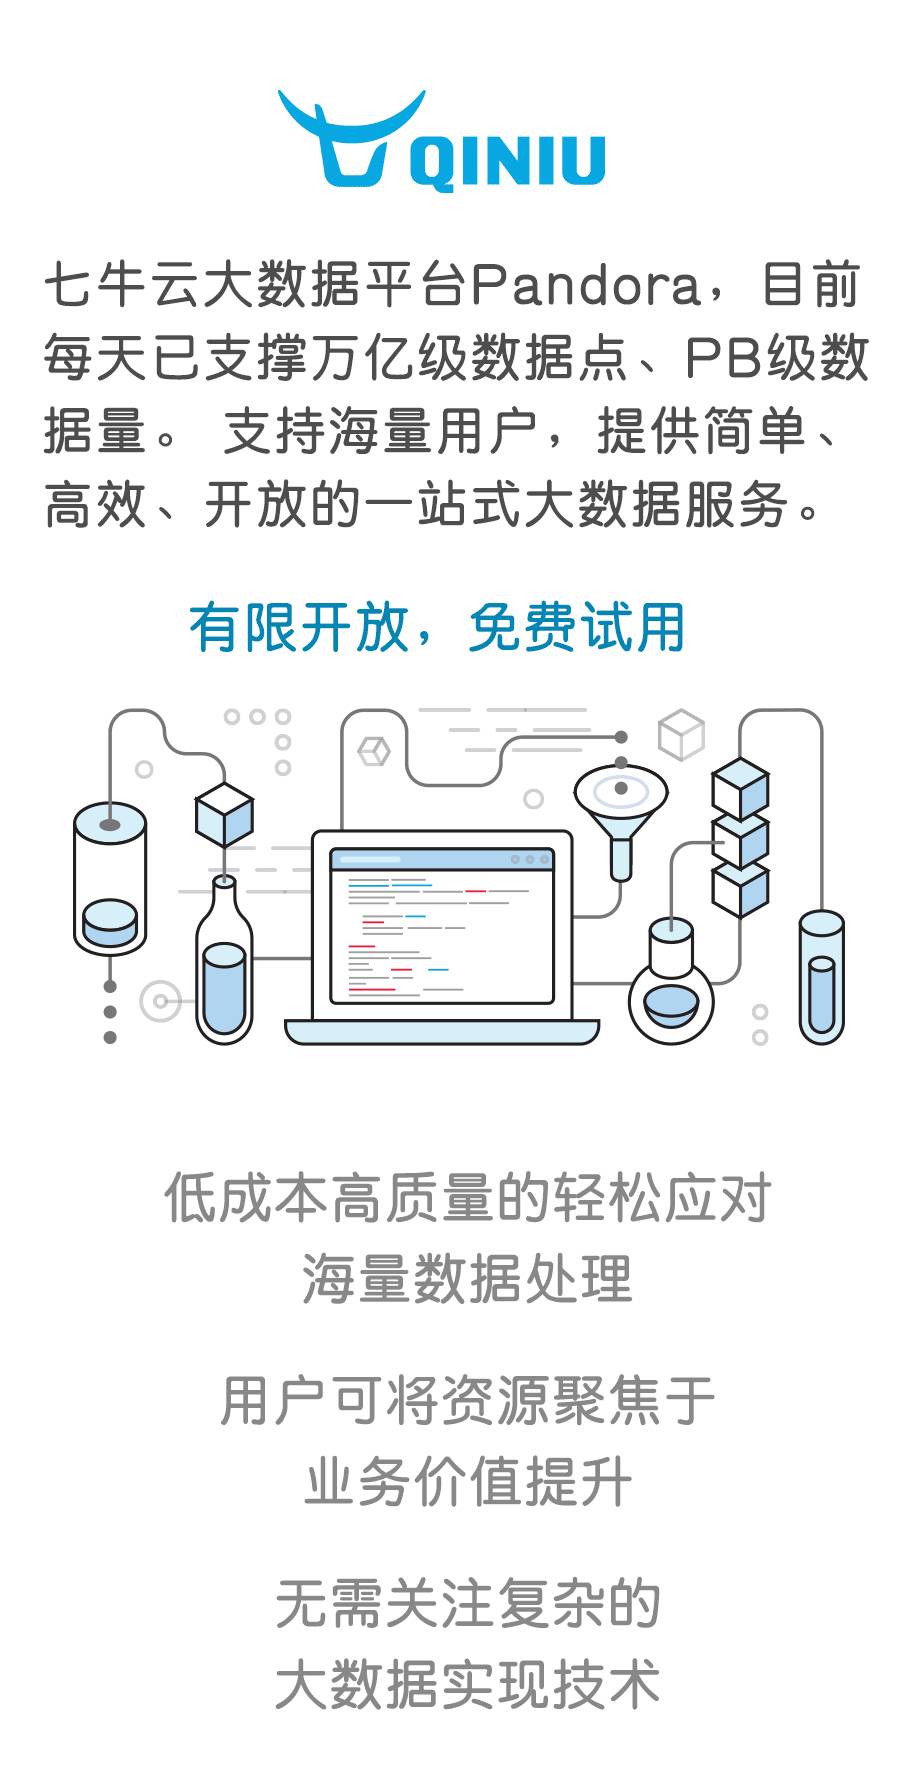 QINIU
七牛云大数据平台Pandora，目前
每天已支撑万亿级数据点、PB级数
据量。 支持海量用户，提供简单、
高效、开放的一站式大数据服务。
有限开放，免费试用
低成本高质量的轻松应对
海量数据处理
用户可将资源聚焦于
业务价值提升
无需关注复杂的
大数据实现技术